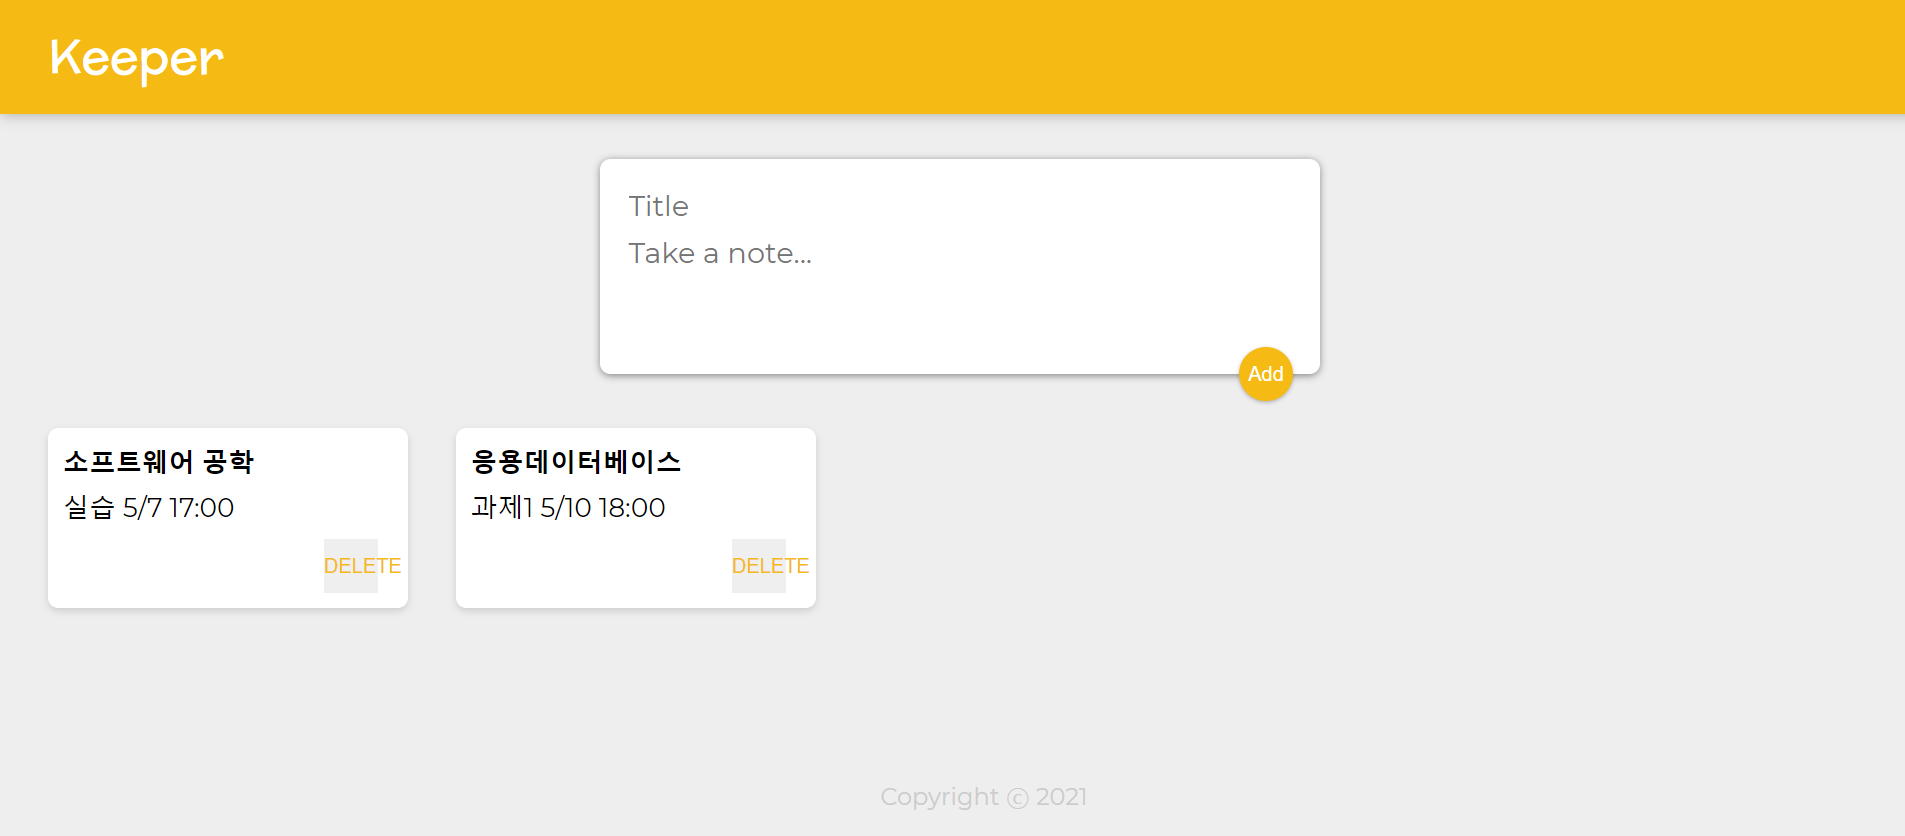 Keeper
Title
Take a note...
Add
소프트웨어 공학
실습 5/7 17:00
DELETE
응용데이터베이스
과제1 5/10 18:00
DELETE
Copyright ⓒ 2021